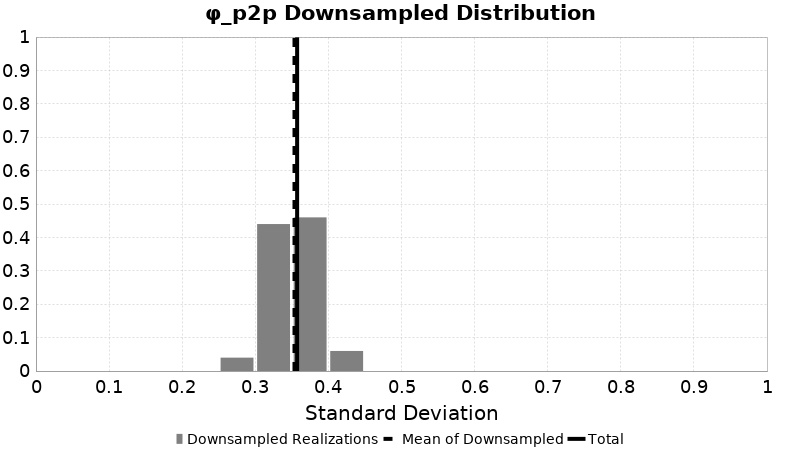 φ_p2p Downsampled Distribution
1
0.9
0.8
0.7
0.6
0.5
0.4
0.3
0.2
0.1
0
0 0.1 0.2 0.3 0.4 0.5 0.6 0.7 0.8 0.9 1
Standard Deviation
Downsampled Realizations Mean of Downsampled Total